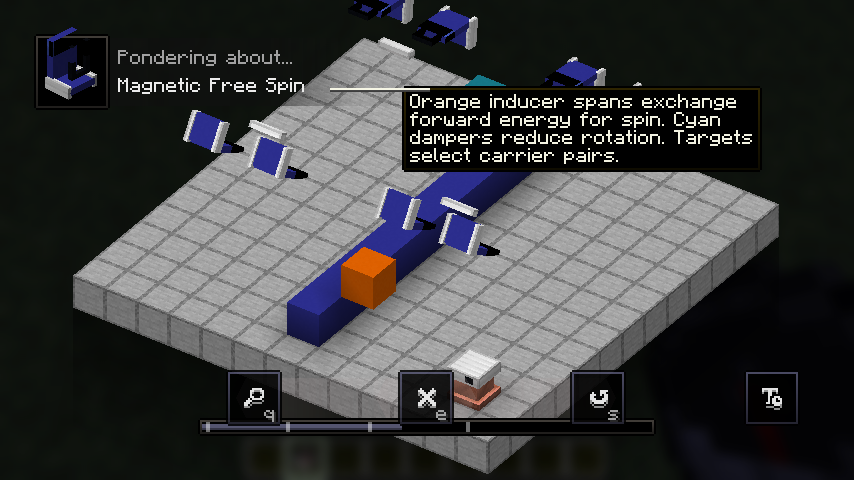 Pondering about...
Magnetic Free Spin
Orange inducer spans exchange
forward energy for spin. Cyan
dampers reduce rotation. Targets
select carrier pairs.
q
e
s